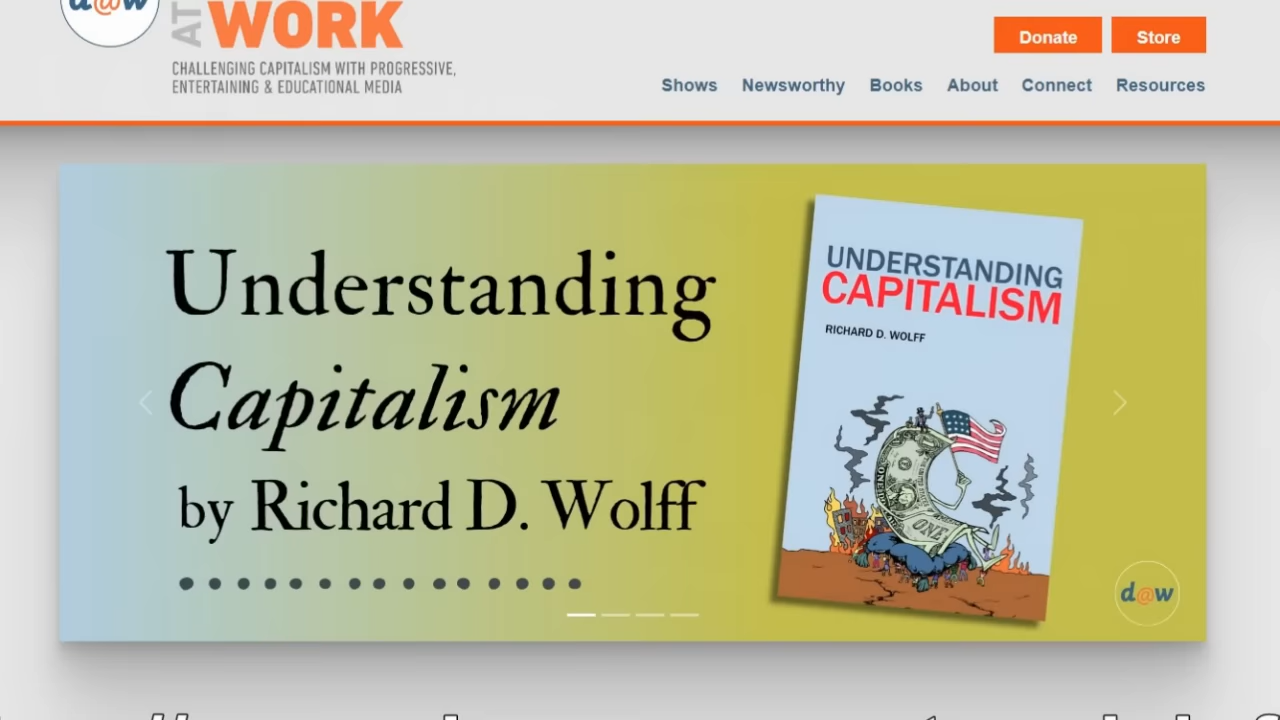 d@w
AT
WORK
CHALLENGING CAPITALISM WITH PROGRESSIVE,
ENTERTAINING & EDUCATIONAL MEDIA
Donate
Store
Shows
Newsworthy
Books
About
Connect
Resources
Understanding
Capitalism
by Richard D. Wolff
UNDERSTANDING
CAPITALISM
RICHARD D. WOLFF
ONE
d@w